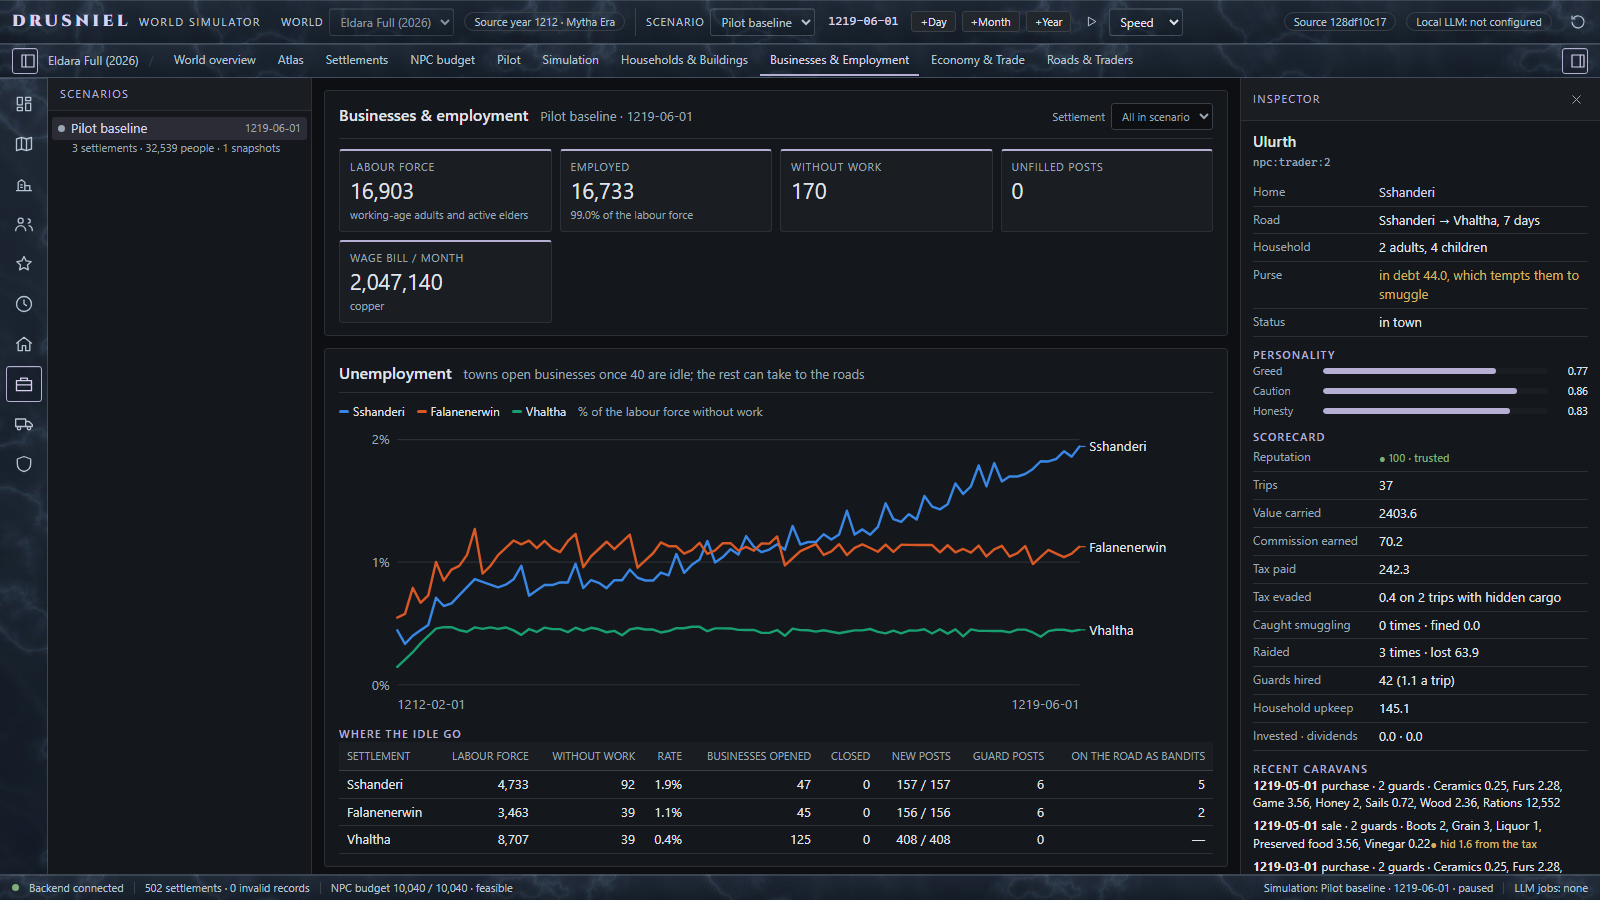 DRUSNIEL WORLD SIMULATOR WORLD Eldara Full (2026) Source year 1212 · Mytha Era SCENARIO Pilot baseline 1219-06-01 +Day +Month +Year Speed Source 128df10c17 Local LLM: not configured
Eldara Full (2026) / World overview Atlas Settlements NPC budget Pilot Simulation Households & Buildings Businesses & Employment Economy & Trade Roads & Traders
SCENARIOS
Pilot baseline 1219-06-01
3 settlements · 32,539 people · 1 snapshots
Businesses & employment Pilot baseline · 1219-06-01 Settlement All in scenario
LABOUR FORCE
16,903
working-age adults and active elders
EMPLOYED
16,733
99.0% of the labour force
WITHOUT WORK
170
UNFILLED POSTS
0
WAGE BILL / MONTH
2,047,140
copper
Unemployment towns open businesses once 40 are idle; the rest can take to the roads
Sshanderi Falanenerwin Vhaltha % of the labour force without work
2%
Sshanderi
Falanenerwin
1%
Vhaltha
0%
1212-02-01 1219-06-01
WHERE THE IDLE GO
SETTLEMENT LABOUR FORCE WITHOUT WORK RATE BUSINESSES OPENED CLOSED NEW POSTS GUARD POSTS ON THE ROAD AS BANDITS
Sshanderi 4,733 92 1.9% 47 0 157 / 157 6 5
Falanenerwin 3,463 39 1.1% 45 0 156 / 156 6 2
Vhaltha 8,707 39 0.4% 125 0 408 / 408 0 —
INSPECTOR
Ulurth
npc:trader:2
Home Sshanderi
Road Sshanderi → Vhaltha, 7 days
Household 2 adults, 4 children
Purse in debt 44.0, which tempts them to
smuggle
Status in town
PERSONALITY
Greed 0.77
Caution 0.86
Honesty 0.83
SCORECARD
Reputation 100 · trusted
Trips 37
Value carried 2403.6
Commission earned 70.2
Tax paid 242.3
Tax evaded 0.4 on 2 trips with hidden cargo
Caught smuggling 0 times · fined 0.0
Raided 3 times · lost 63.9
Guards hired 42 (1.1 a trip)
Household upkeep 145.1
Invested · dividends 0.0 · 0.0
RECENT CARAVANS
1219-05-01 purchase · 2 guards · Ceramics 0.25, Furs 2.28,
Game 3.56, Honey 2, Sails 0.72, Wood 2.36, Rations 12,552
1219-05-01 sale · 2 guards · Boots 2, Grain 3, Liquor 1,
Preserved food 3.56, Vinegar 0.22 ● hid 1.6 from the tax
1219-03-01 purchase · 2 guards · Ceramics 0.25, Furs 2.28,
Backend connected 502 settlements · 0 invalid records NPC budget 10,040 / 10,040 · feasible Simulation: Pilot baseline · 1219-06-01 · paused LLM jobs: none